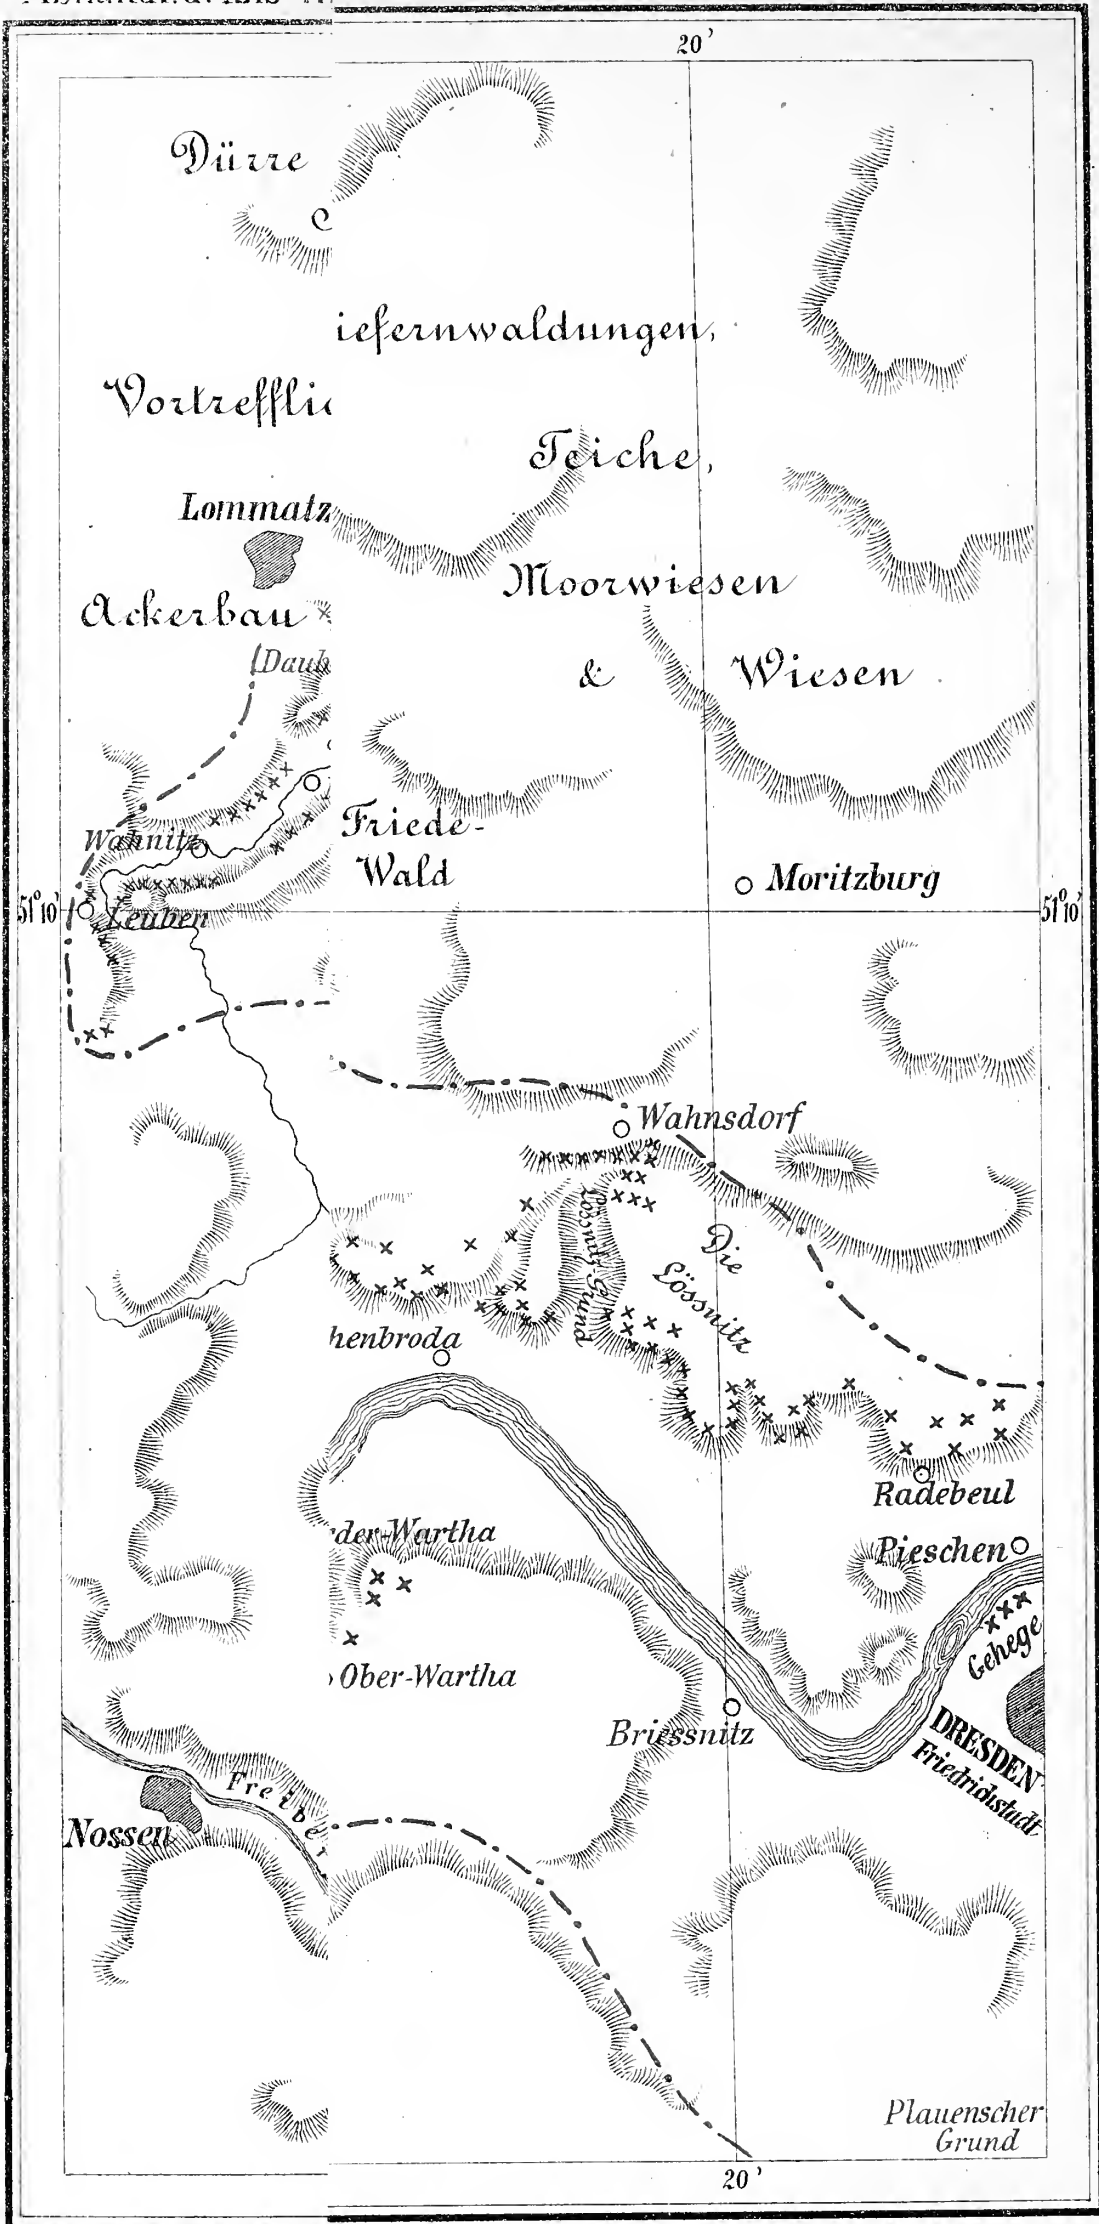 20'
Dürre
C
iefernwaldungen,
Vortrefflic
Teiche,
Lommatz
Moorwiesen
Ackerbau
& Wiesen
(Daub
Friede-
Wald
Wahnitz
Moritzburg
51°10'
Leuben
51°10'
Wahnsdorf
Lössnitz-Grund
Die
Lössnitz
henbroda
Radebeul
der-Wartha
Pieschen
Gehege
Ober-Wartha
Briessnitz
DRESDEN
Friedrichstadt
Freiber
Nossen
Plauenscher
Grund
20'